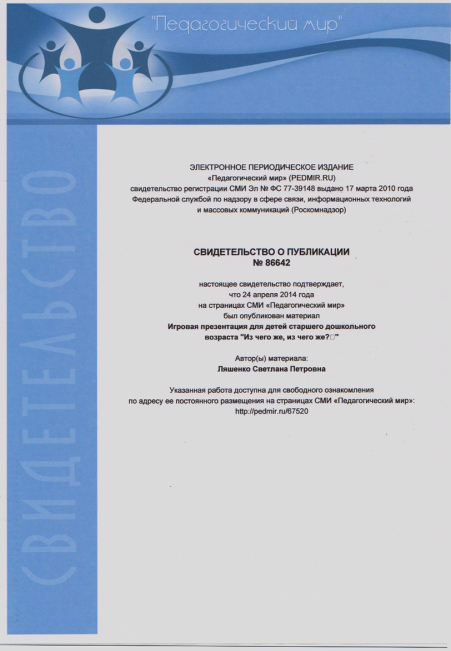 "Педагогический мир"
СВИДЕТЕЛЬСТВО
ЭЛЕКТРОННОЕ ПЕРИОДИЧЕСКОЕ ИЗДАНИЕ
«Педагогический мир» (PEDMIR.RU)
свидетельство регистрации СМИ Эл № ФС 77-39148 выдано 17 марта 2010 года
Федеральной службой по надзору в сфере связи, информационных технологий
и массовых коммуникаций (Роскомнадзор)
СВИДЕТЕЛЬСТВО О ПУБЛИКАЦИИ
№ 86642
настоящее свидетельство подтверждает,
что 24 апреля 2014 года
на страницах СМИ «Педагогический мир»
был опубликован материал
Игровая презентация для детей старшего дошкольного
возраста "Из чего же, из чего же?□"
Автор(ы) материала:
Ляшенко Светлана Петровна
Указанная работа доступна для свободного ознакомления
по адресу ее постоянного размещения на страницах СМИ «Педагогический мир»:
http://pedmir.ru/67520